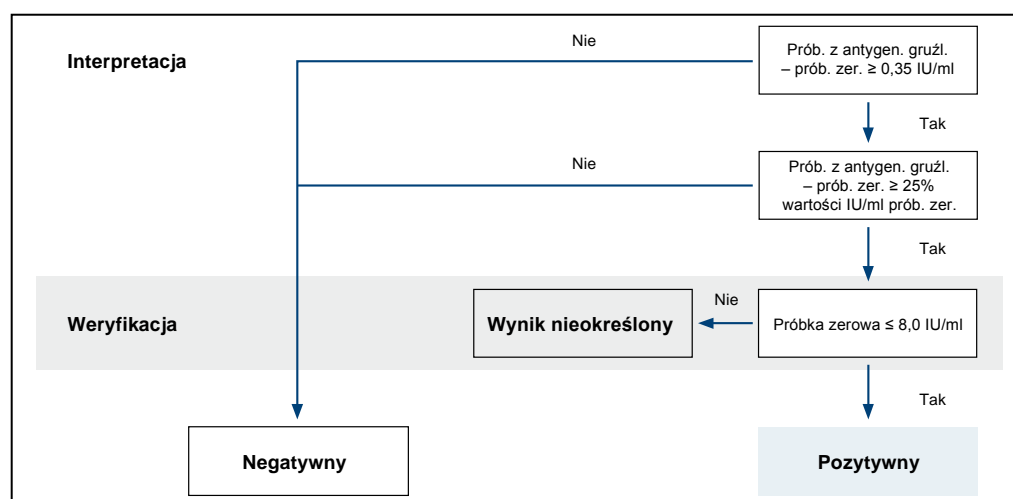 Interpretacja
Nie
Prób. z antygen. gruźl.
– prób. zer. ≥ 0,35 IU/ml
Tak
Nie
Prób. z antygen. gruźl.
– prób. zer. ≥ 25%
wartości IU/ml prób. zer.
Tak
Weryfikacja
Wynik nieokreślony
Nie
Próbka zerowa ≤ 8,0 IU/ml
Tak
Negatywny
Pozytywny